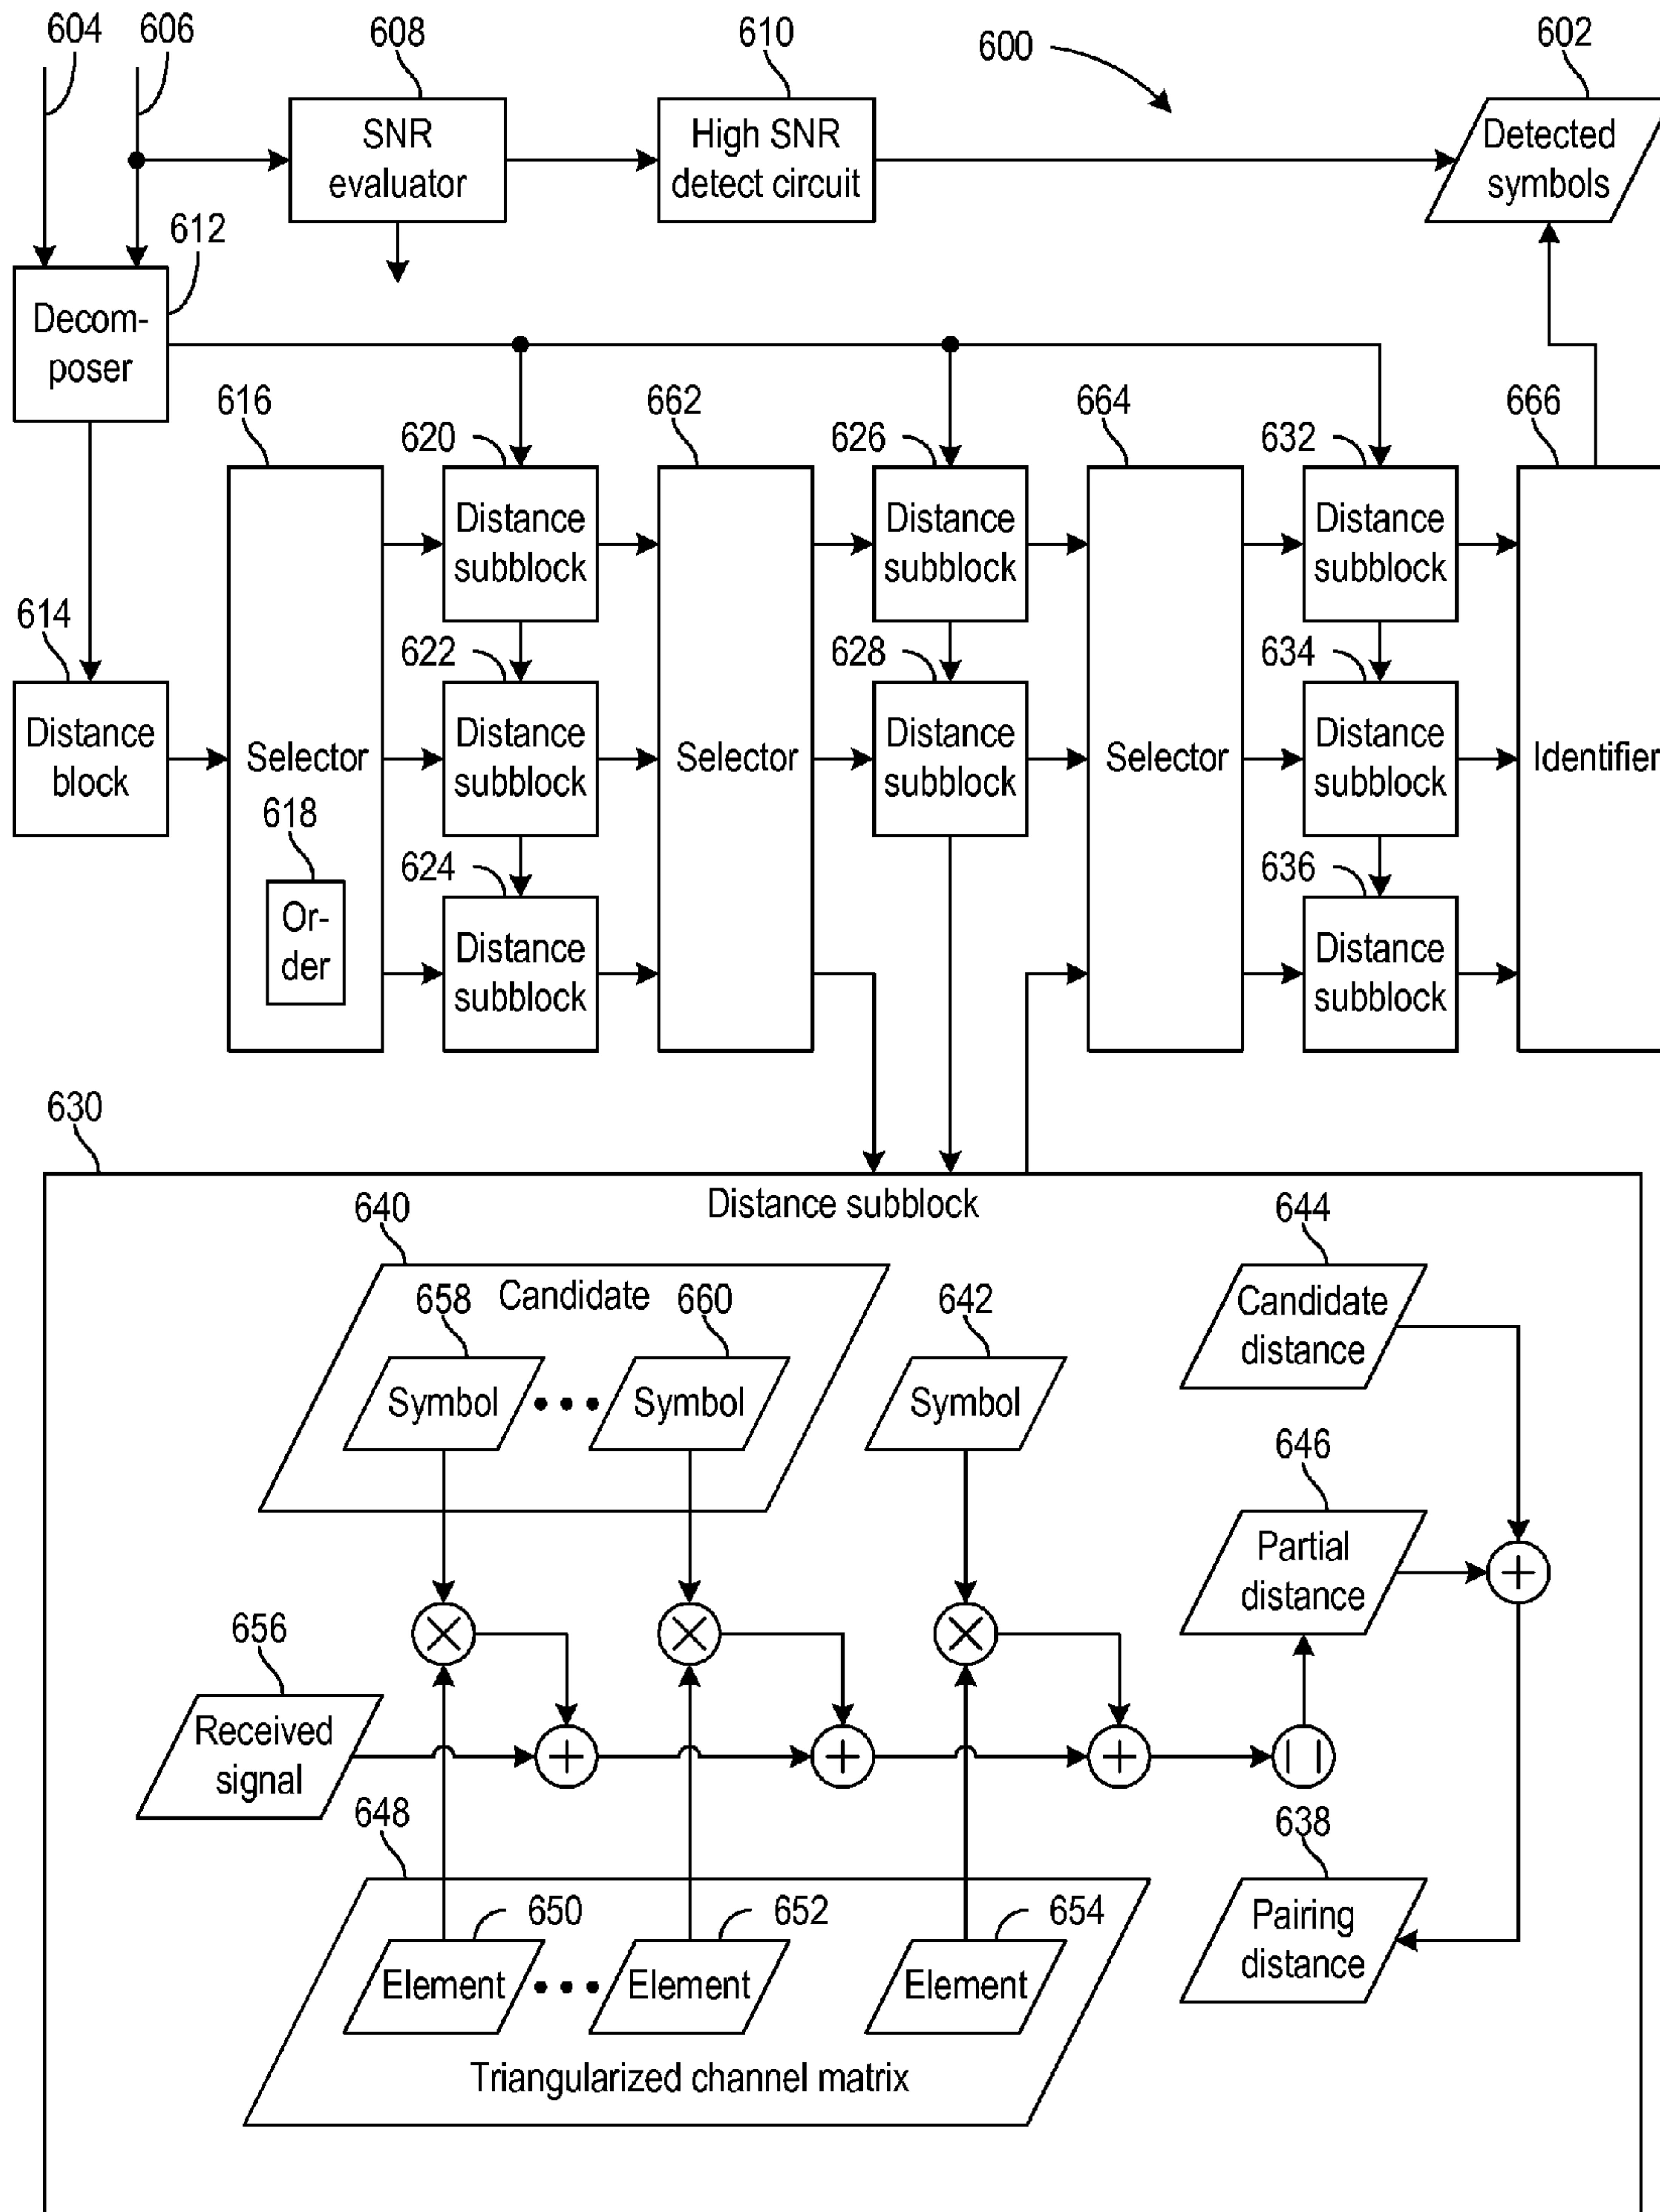 604
606
608
610
600
602
SNR
evaluator
High SNR
detect circuit
Detected
symbols
612
Decom-
poser
616
620
662
626
664
632
666
Distance
subblock
Distance
subblock
Distance
subblock
614
622
628
634
Distance
block
Selector
Distance
subblock
Selector
Distance
subblock
Selector
Distance
subblock
Identifier
618
Or-
der
624
636
Distance
subblock
Distance
subblock
630
Distance subblock
640
644
658
Candidate
660
642
Candidate
distance
Symbol
Symbol
Symbol
646
Partial
distance
656
Received
signal
648
638
650
652
654
Pairing
distance
Element
Element
Element
Triangularized channel matrix